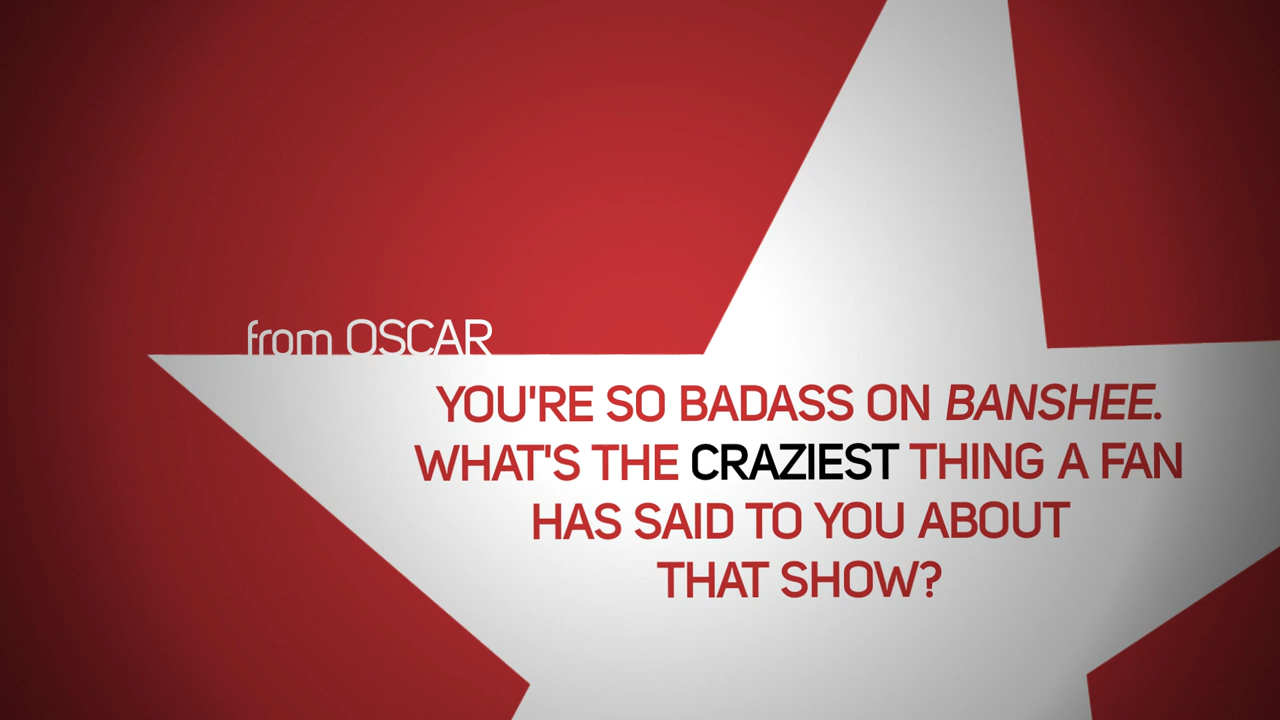 from OSCAR
YOU'RE SO BADASS ON BANSHEE.
WHAT'S THE CRAZIEST THING A FAN
HAS SAID TO YOU ABOUT
THAT SHOW?